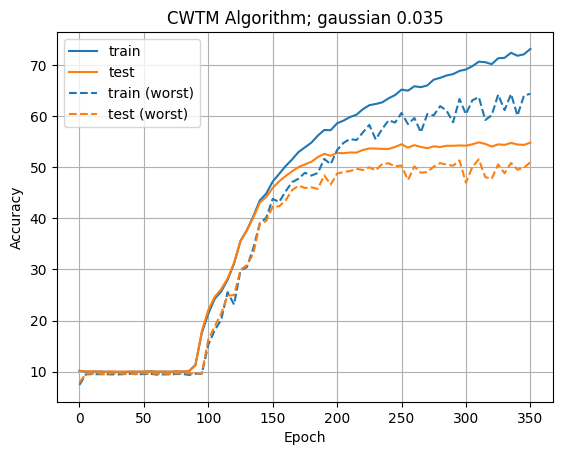 CWTM Algorithm; gaussian 0.035
train
test
train (worst)
test (worst)
Accuracy
70
60
50
40
30
20
10
0 50 100 150 200 250 300 350
Epoch